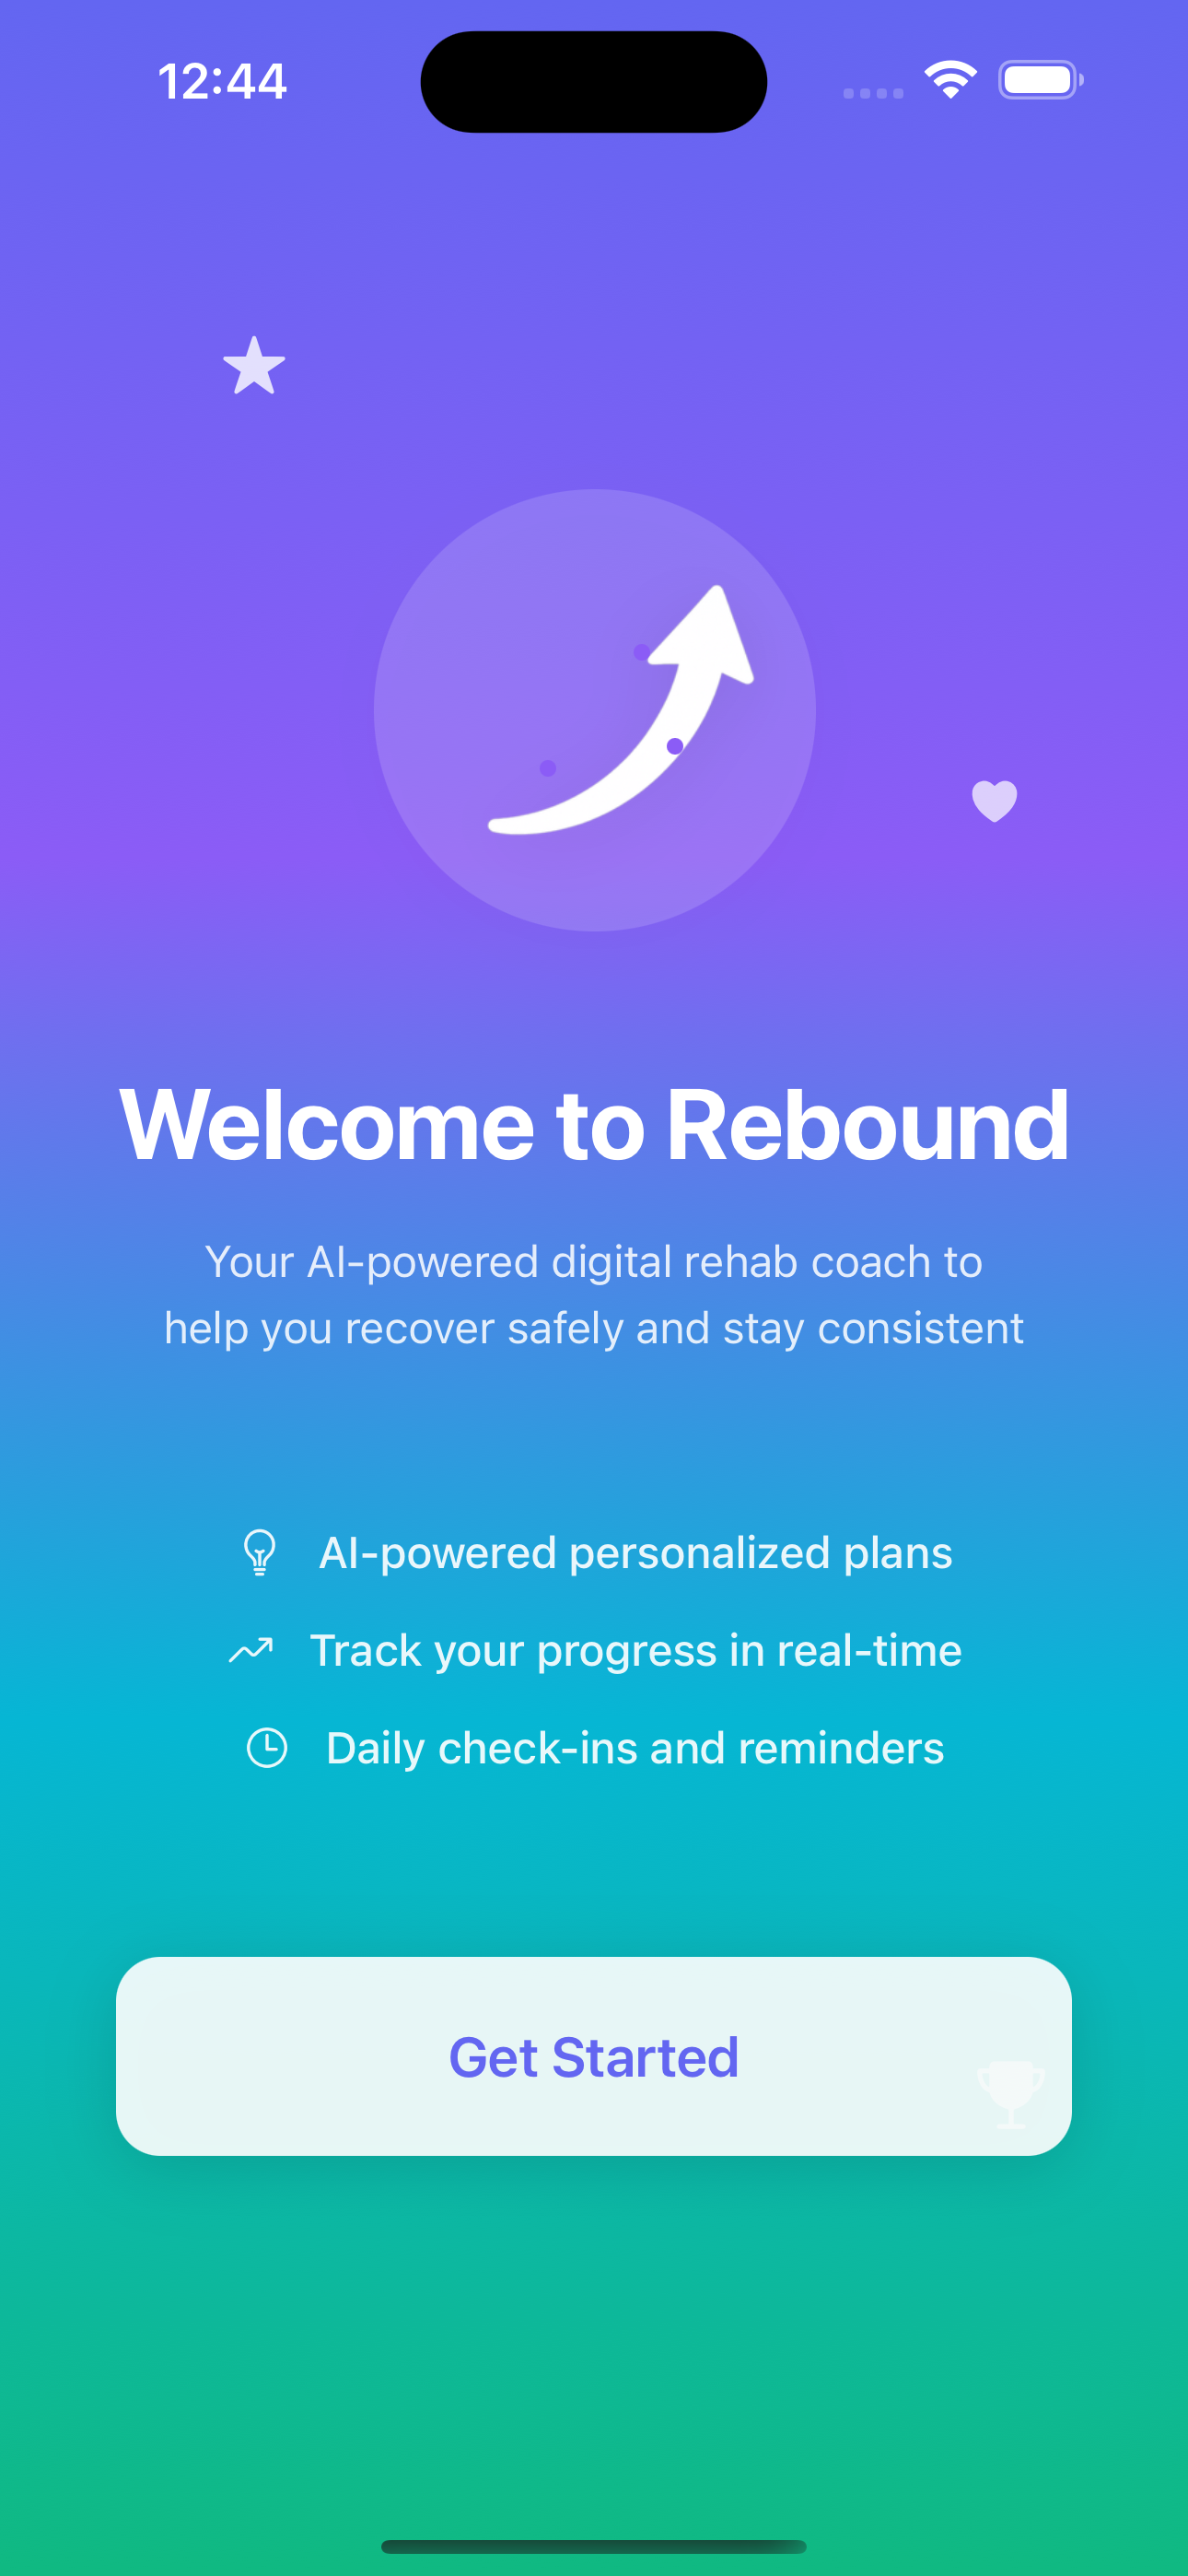 12:44
Welcome to Rebound
Your AI-powered digital rehab coach to
help you recover safely and stay consistent
AI-powered personalized plans
Track your progress in real-time
Daily check-ins and reminders
Get Started